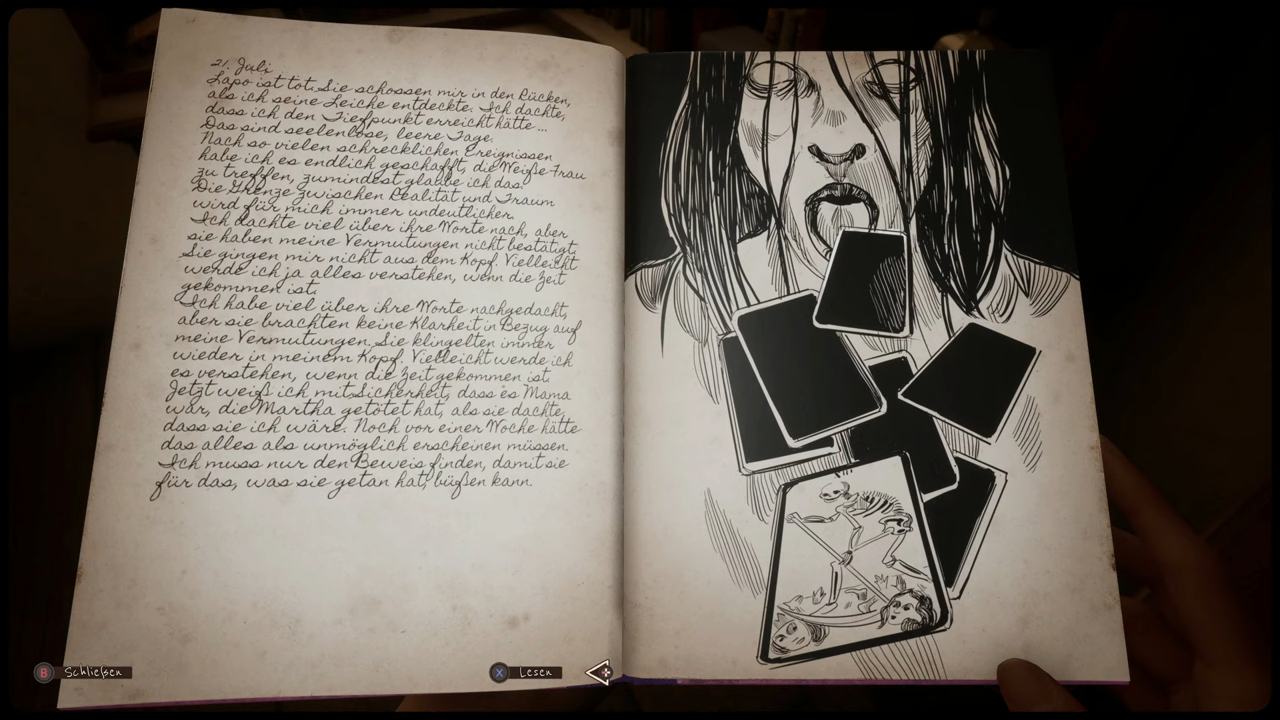 21. Juli
Lapo ist tot. Sie schossen mir in den Rücken,
als ich seine Leiche entdeckte. Ich dachte,
dass ich den Tiefpunkt erreicht hätte ...
Das sind seelenlose, leere Tage.
Nach so vielen schrecklichen Ereignissen
habe ich es endlich geschafft, die Weiße Frau
zu treffen, zumindest glaube ich das.
Die Grenze zwischen Realität und Traum
wird für mich immer undeutlicher.
Ich dachte viel über ihre Worte nach, aber
sie haben meine Vermutungen nicht bestätigt.
Sie gingen mir nicht aus dem Kopf. Vielleicht
werde ich ja alles verstehen, wenn die Zeit
gekommen ist.
Ich habe viel über ihre Worte nachgedacht,
aber sie brachten keine Klarheit in Bezug auf
meine Vermutungen. Sie klingelten immer
wieder in meinem Kopf. Vielleicht werde ich
es verstehen, wenn die Zeit gekommen ist.
Jetzt weiß ich mit Sicherheit, dass es Mama
war, die Martha getötet hat, als sie dachte,
dass sie ich wäre. Noch vor einer Woche hätte
das alles als unmöglich erscheinen müssen.
Ich muss nur den Beweis finden, damit sie
für das, was sie getan hat, büßen kann.
B Schließen
X Lesen